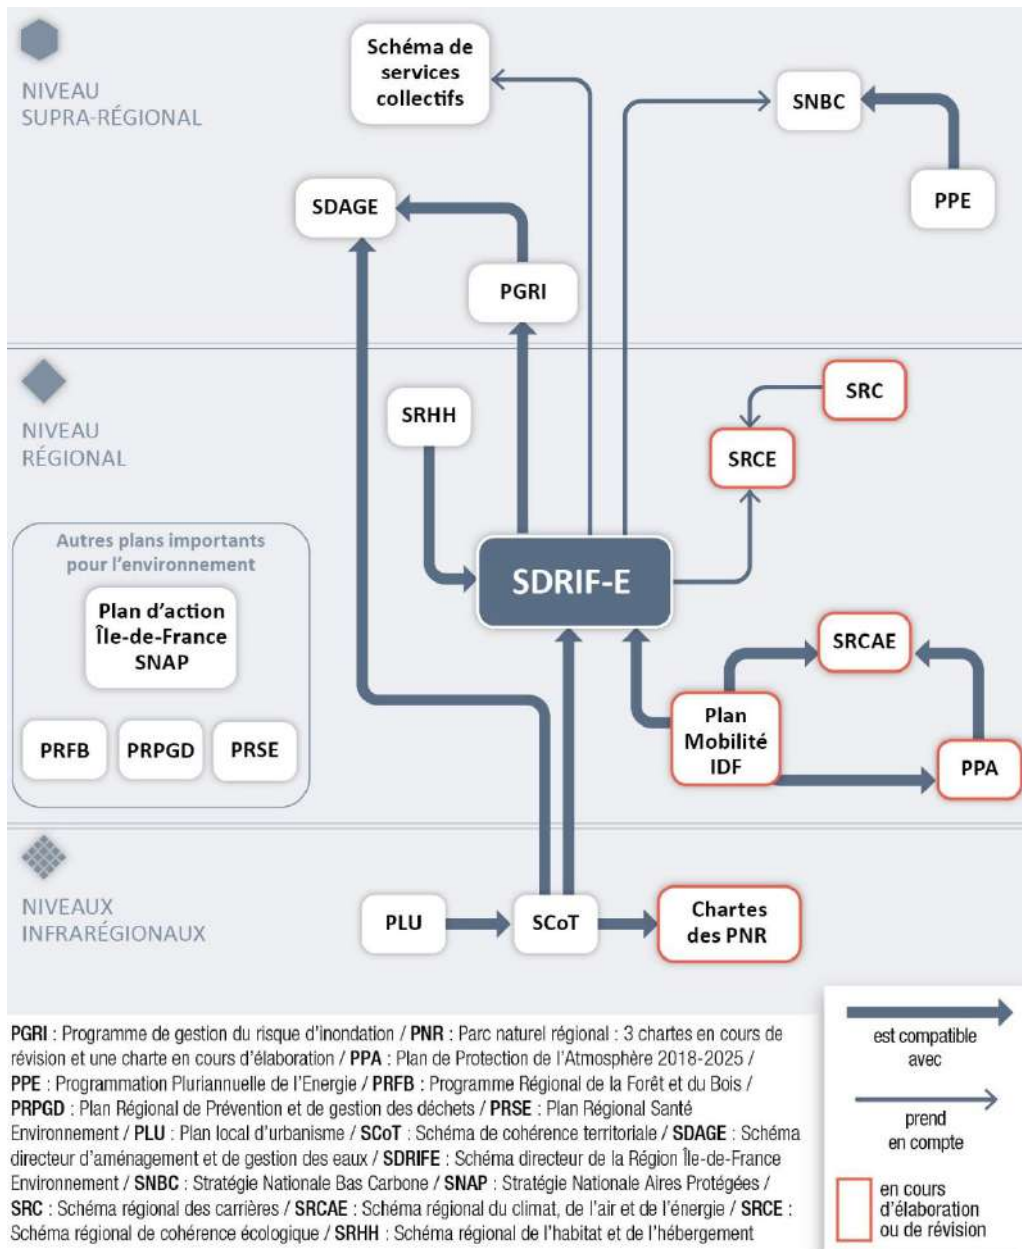 NIVEAU
SUPRA-RÉGIONAL
Schéma de
services
collectifs
SNBC
PPE
SDAGE
PGRI
NIVEAU
RÉGIONAL
SRHH
SRC
SRCE
Autres plans importants
pour l'environnement
Plan d'action
Île-de-France
SNAP
PRFB
PRPGD
PRSE
SDRIF-E
SRCAE
Plan
Mobilité
IDF
PPA
NIVEAUX
INFRARÉGIONAUX
PLU
SCoT
Chartes
des PNR
PGRI : Programme de gestion du risque d'inondation / PNR : Parc naturel régional : 3 chartes en cours de
révision et une charte en cours d'élaboration / PPA : Plan de Protection de l'Atmosphère 2018-2025 /
PPE : Programmation Pluriannuelle de l'Energie / PRFB : Programme Régional de la Forêt et du Bois /
PRPGD : Plan Régional de Prévention et de gestion des déchets / PRSE : Plan Régional Santé
Environnement / PLU : Plan local d'urbanisme / SCoT : Schéma de cohérence territoriale / SDAGE : Schéma
directeur d'aménagement et de gestion des eaux / SDRIFE : Schéma directeur de la Région Île-de-France
Environnement / SNBC : Stratégie Nationale Bas Carbone / SNAP : Stratégie Nationale Aires Protégées /
SRC : Schéma régional des carrières / SRCAE : Schéma régional du climat, de l'air et de l'énergie / SRCE :
Schéma régional de cohérence écologique / SRHH : Schéma régional de l'habitat et de l'hébergement
est compatible
avec
prend
en compte
en cours
d'élaboration
ou de révision